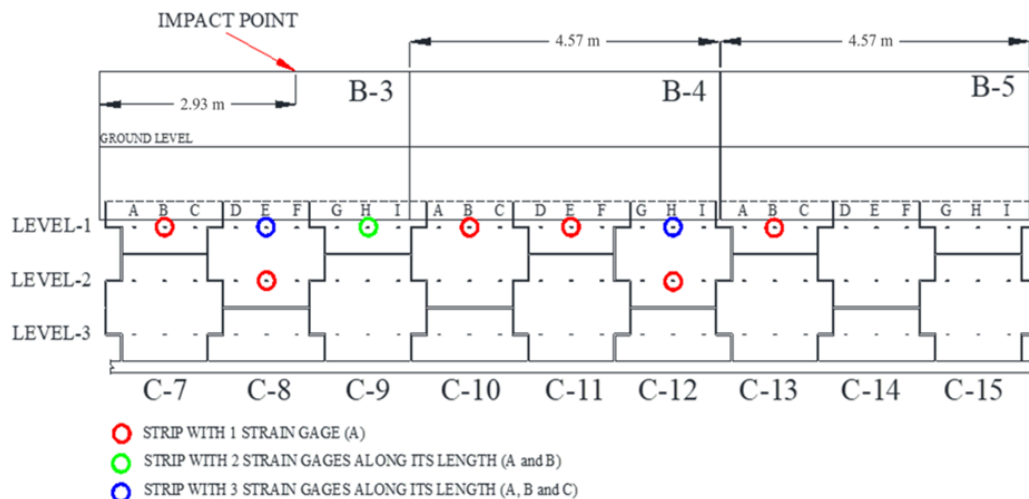 IMPACT POINT
4.57 m 4.57 m
B-3 B-4 B-5
2.93 m
GROUND LEVEL
A B C D E F G H I A B C D E F G H I A B C D E F G H I
LEVEL-1
LEVEL-2
LEVEL-3
C-7 C-8 C-9 C-10 C-11 C-12 C-13 C-14 C-15
STRIP WITH 1 STRAIN GAGE (A)
STRIP WITH 2 STRAIN GAGES ALONG ITS LENGTH (A and B)
STRIP WITH 3 STRAIN GAGES ALONG ITS LENGTH (A, B and C)